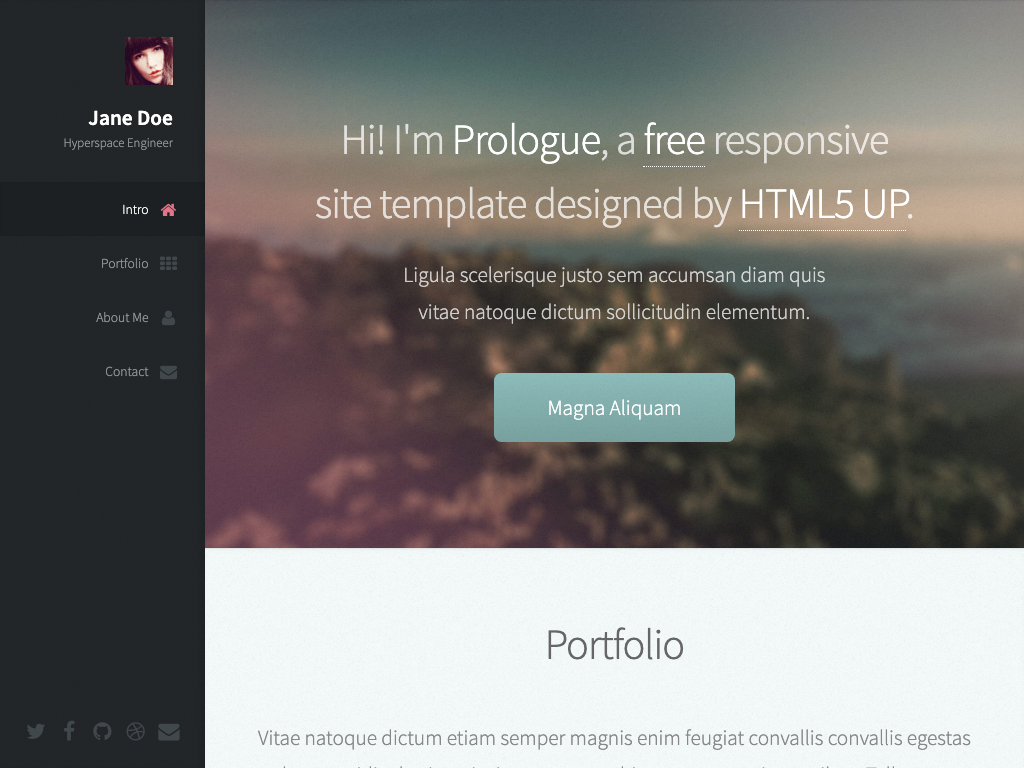 Jane Doe
Hyperspace Engineer
Intro
Portfolio
About Me
Contact
Hi! I'm Prologue, a free responsive
site template designed by HTML5 UP.
Ligula scelerisque justo sem accumsan diam quis
vitae natoque dictum sollicitudin elementum.
Magna Aliquam
Portfolio
Vitae natoque dictum etiam semper magnis enim feugiat convallis convallis egestas